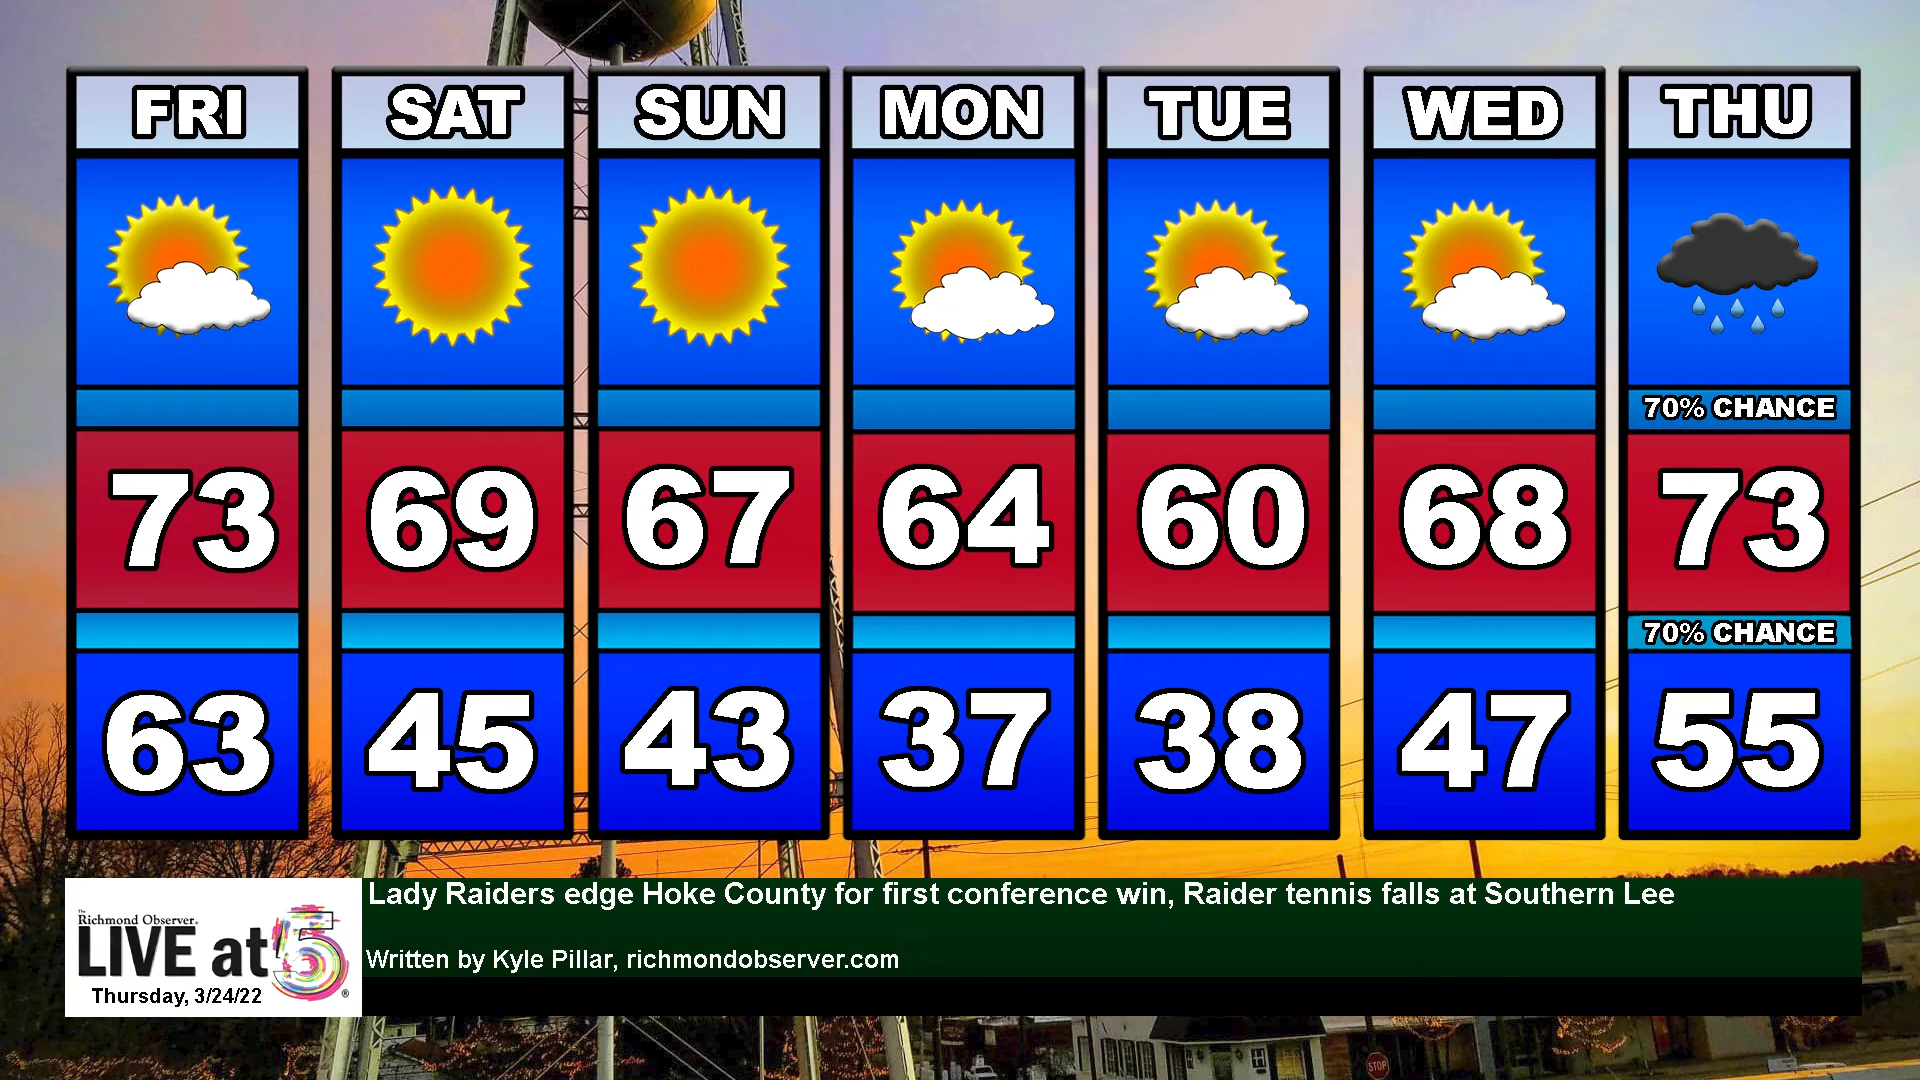 FRI SAT SUN MON TUE WED THU
70% CHANCE
73 69 67 64 60 68 73
70% CHANCE
63 45 43 37 38 47 55
The
Richmond Observer.
LIVE at 5
Thursday, 3/24/22
®
Lady Raiders edge Hoke County for first conference win, Raider tennis falls at Southern Lee
Written by Kyle Pillar, richmondobserver.com
STOP